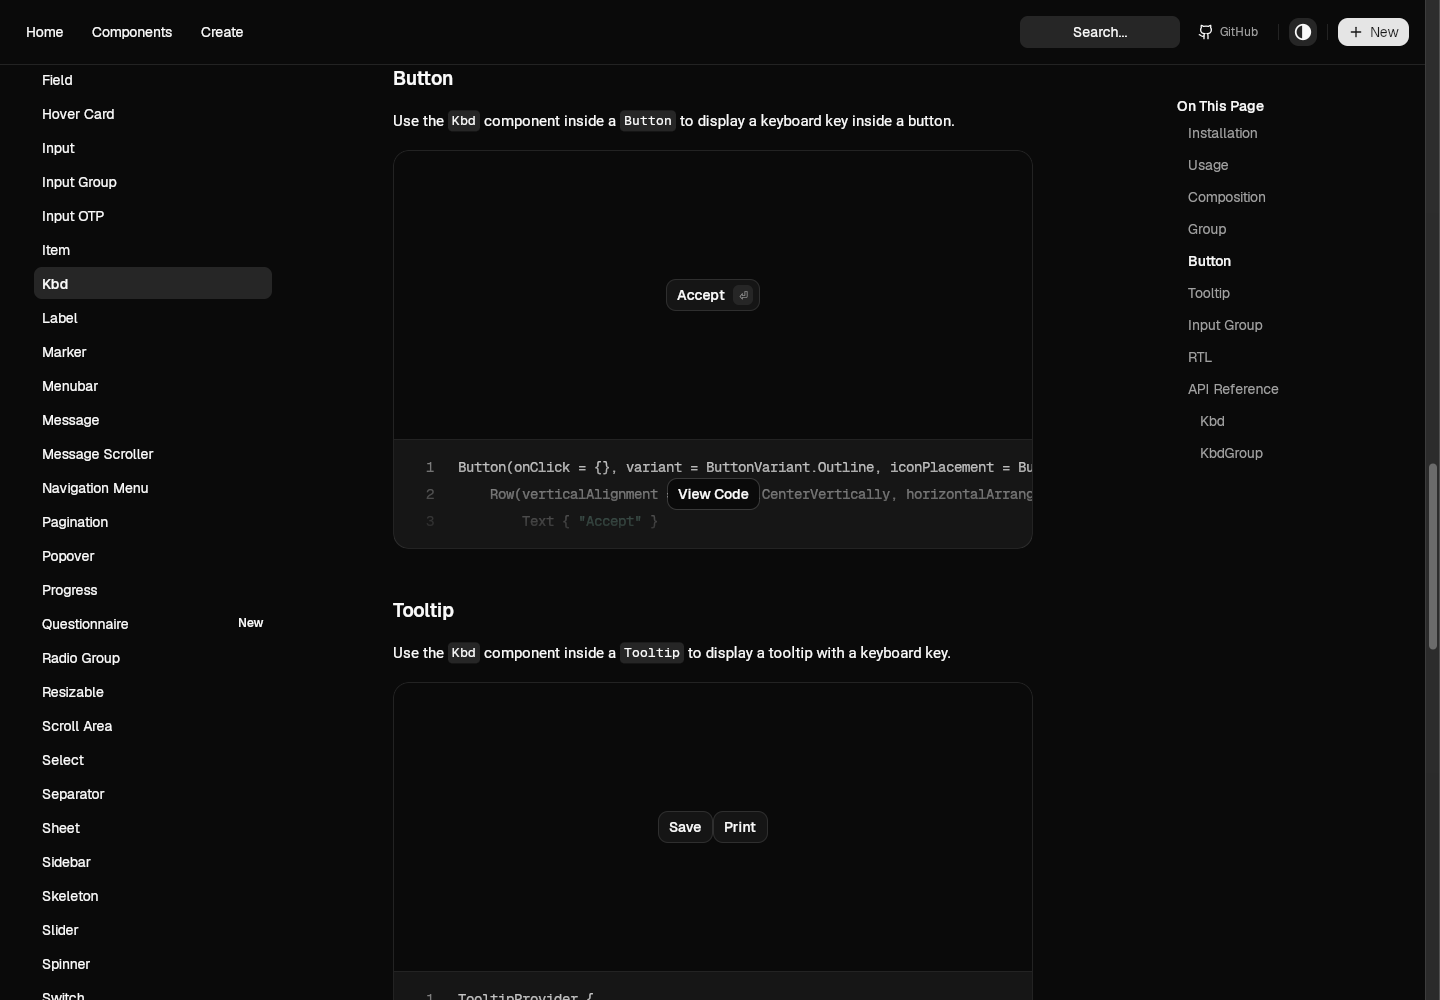 Home
Components
Create
Search...
GitHub
New
Field
Hover Card
Input
Input Group
Input OTP
Item
Kbd
Label
Marker
Menubar
Message
Message Scroller
Navigation Menu
Pagination
Popover
Progress
Questionnaire New
Radio Group
Resizable
Scroll Area
Select
Separator
Sheet
Sidebar
Skeleton
Slider
Spinner
Switch
Button
Use the Kbd component inside a Button to display a keyboard key inside a button.
Accept ⏎
1 Button(onClick = {}, variant = ButtonVariant.Outline, iconPlacement = Bu
2 Row(verticalAlignment CenterVertically, horizontalArrang
View Code
3 Text { "Accept" }
Tooltip
Use the Kbd component inside a Tooltip to display a tooltip with a keyboard key.
Save
Print
1 TooltipProvider {
On This Page
Installation
Usage
Composition
Group
Button
Tooltip
Input Group
RTL
API Reference
Kbd
KbdGroup